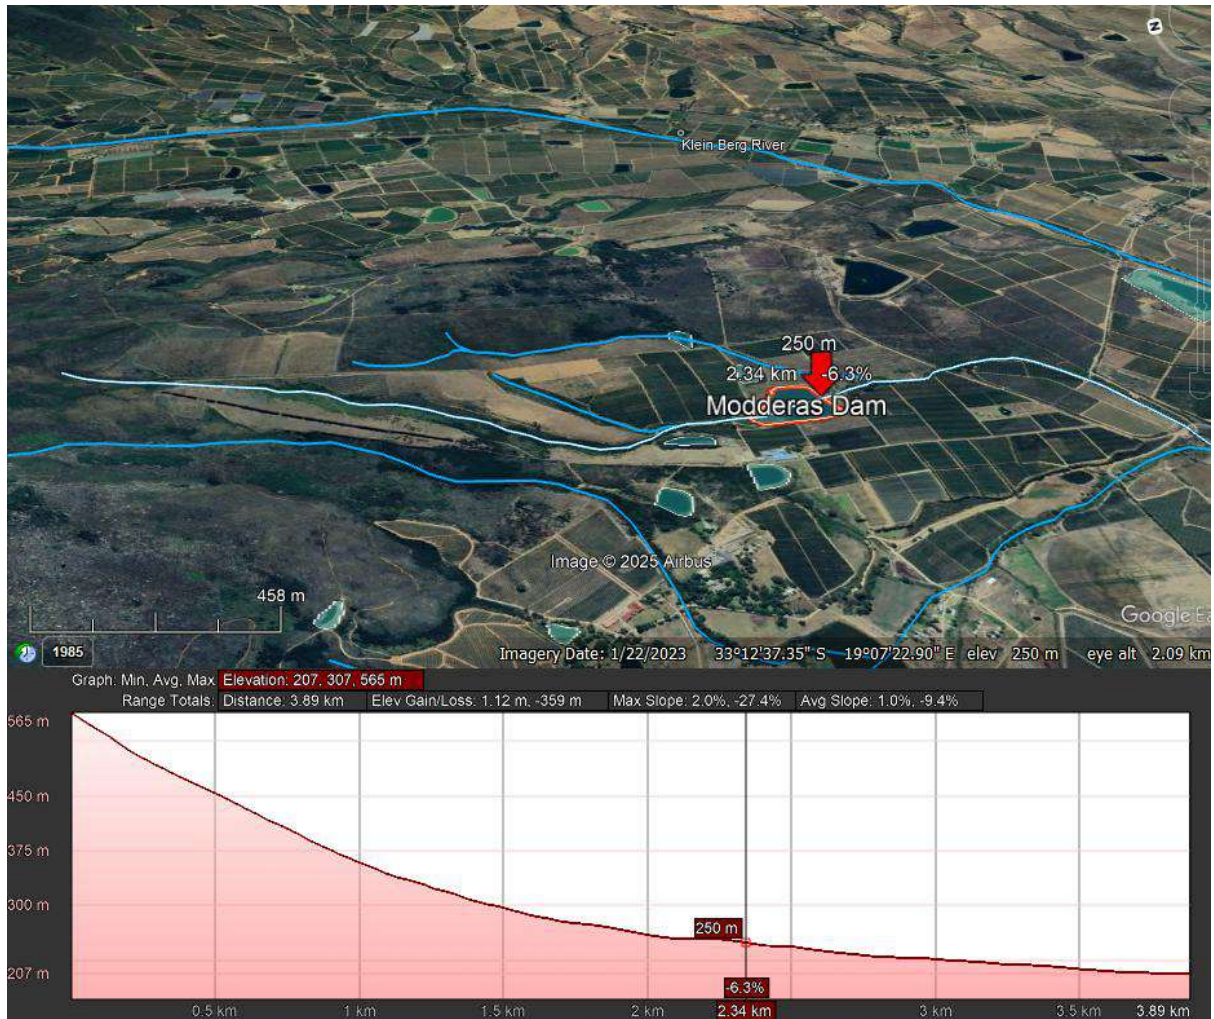 N
Klein Berg River
250 m
2.34 km -6.3%
Modderas Dam
Image © 2025 Airbus
458 m
Google Ea
1985
Imagery Date: 1/22/2023 33°12'37.35" S 19°07'22.90" E elev 250 m eye alt 2.09 km
Graph: Min, Avg, Max Elevation: 207, 307, 565 m
Range Totals: Distance: 3.89 km Elev Gain/Loss: 1.12 m, -359 m Max Slope: 2.0%, -27.4% Avg Slope: 1.0%, -9.4%
565 m
450 m
375 m
300 m
250 m
207 m
-6.3%
0.5 km 1 km 1.5 km 2 km 2.34 km 3 km 3.5 km 3.89 km